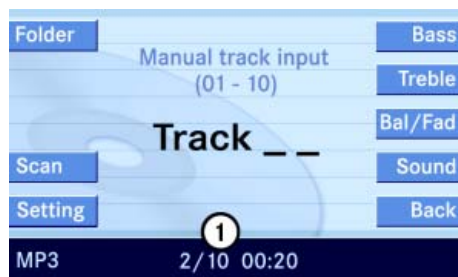 Folder
Bass
Manual track input
(01 - 10)
Treble
Track _ _
Bal/Fad
Scan
Sound
Setting
Back
1
MP3 2/10 00:20